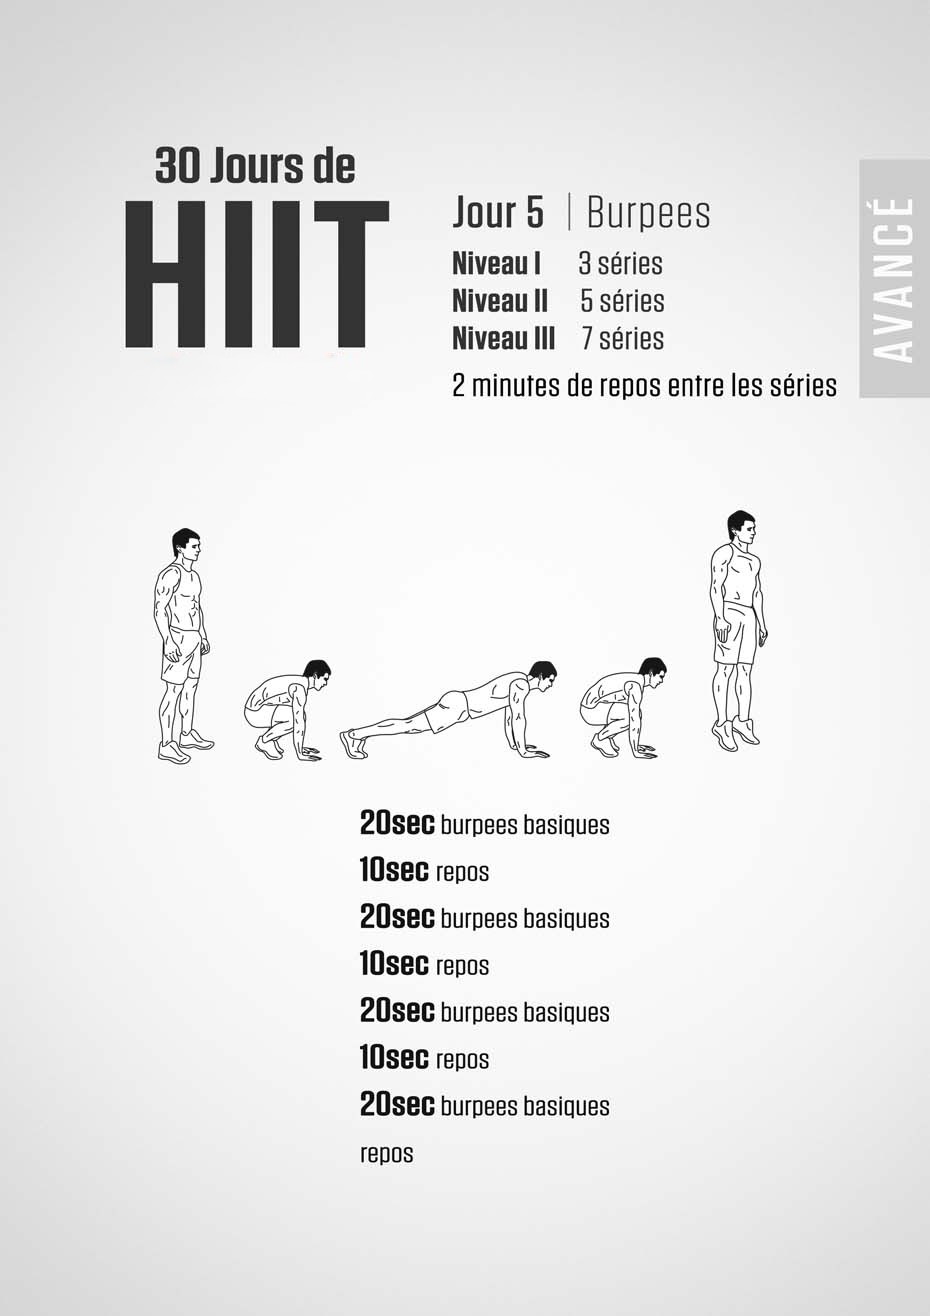 30 Jours de
HIIT
Jour 5 | Burpees
Niveau I 3 séries
Niveau II 5 séries
Niveau III 7 séries
2 minutes de repos entre les séries
AVANCÉ
20sec burpees basiques
10sec repos
20sec burpees basiques
10sec repos
20sec burpees basiques
10sec repos
20sec burpees basiques
repos